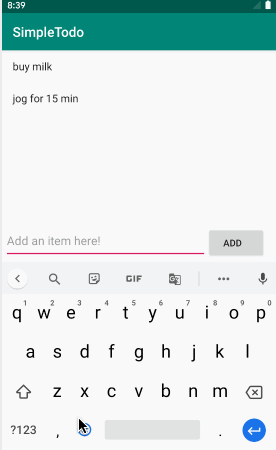 8:39
SimpleTodo
buy milk
jog for 15 min
Add an item here!
ADD
GIF
1 2 3 4 5 6 7 8 9 0
q w e r t y u i o p
a s d f g h j k l
z x c v b n m
?123 , .